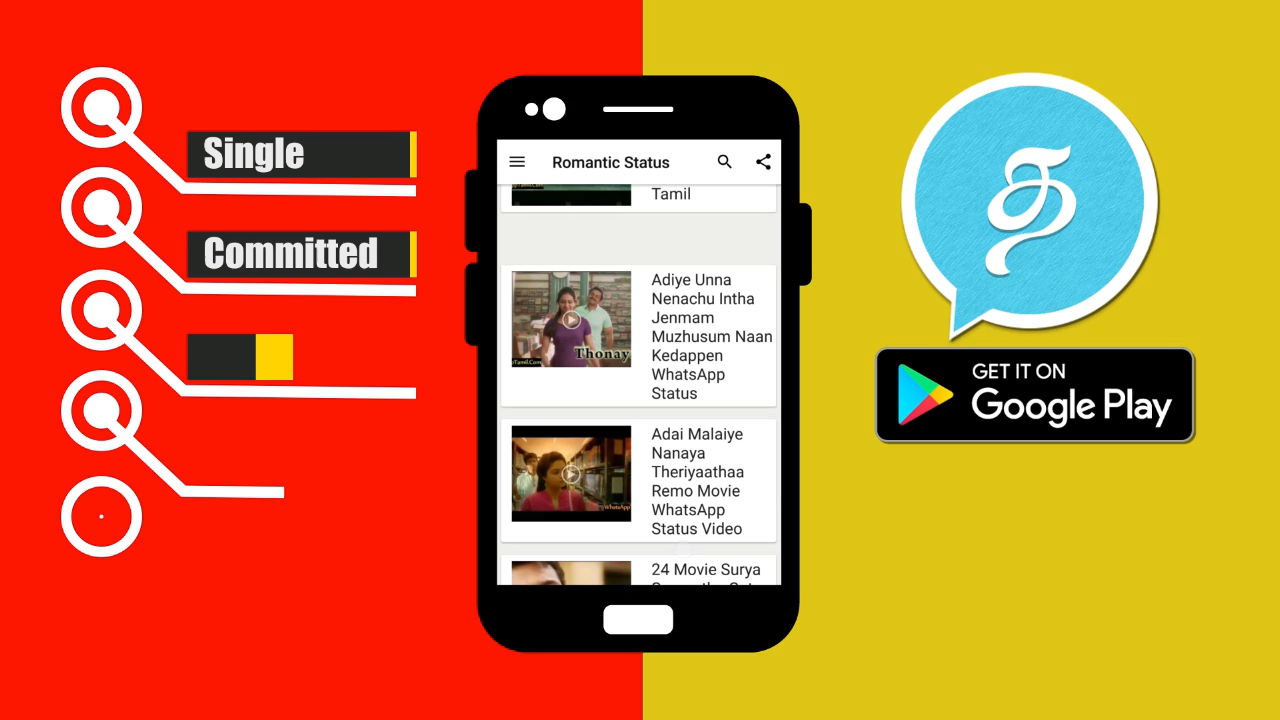 Single
Committed
Romantic Status
Tamil
Adiye Unna
Nenachu Intha
Jenmam
Muzhusum Naan
Kedappen
WhatsApp
Status
Thonay
Adai Malaiye
Nanaya
Theriyaathaa
Remo Movie
WhatsApp
Status Video
WhatsApp
24 Movie Surya
த
GET IT ON
Google Play